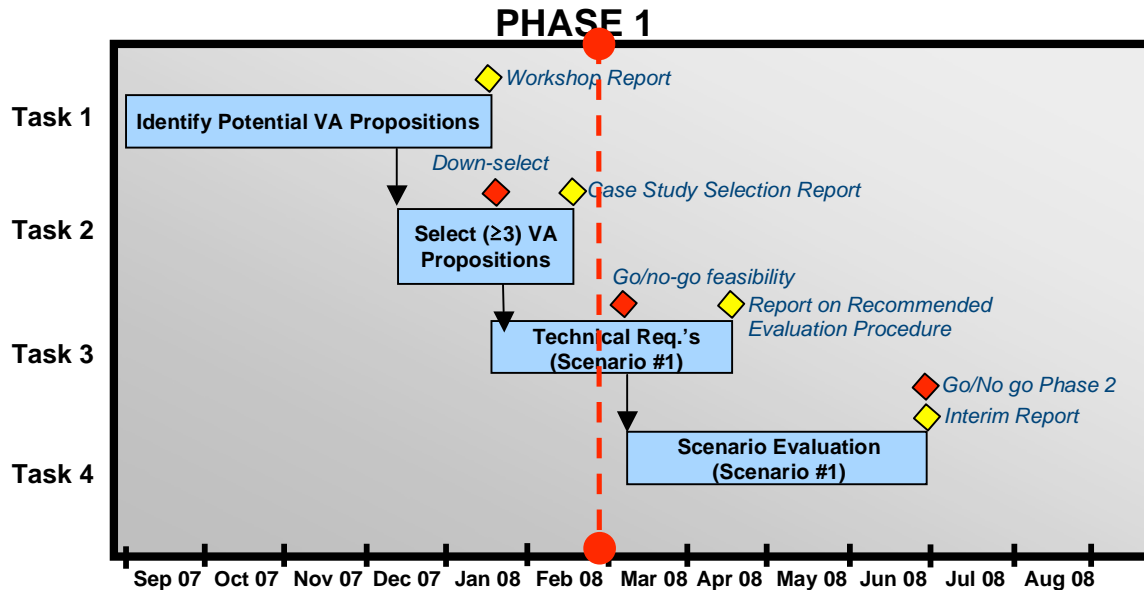 PHASE 1
Workshop Report
Task 1
Identify Potential VA Propositions
Down-select
Case Study Selection Report
Task 2
Select (≥3) VA
Propositions
Go/no-go feasibility
Report on Recommended
Evaluation Procedure
Task 3
Technical Req.'s
(Scenario #1)
Go/No go Phase 2
Interim Report
Task 4
Scenario Evaluation
(Scenario #1)
Sep 07 Oct 07 Nov 07 Dec 07 Jan 08 Feb 08 Mar 08 Apr 08 May 08 Jun 08 Jul 08 Aug 08